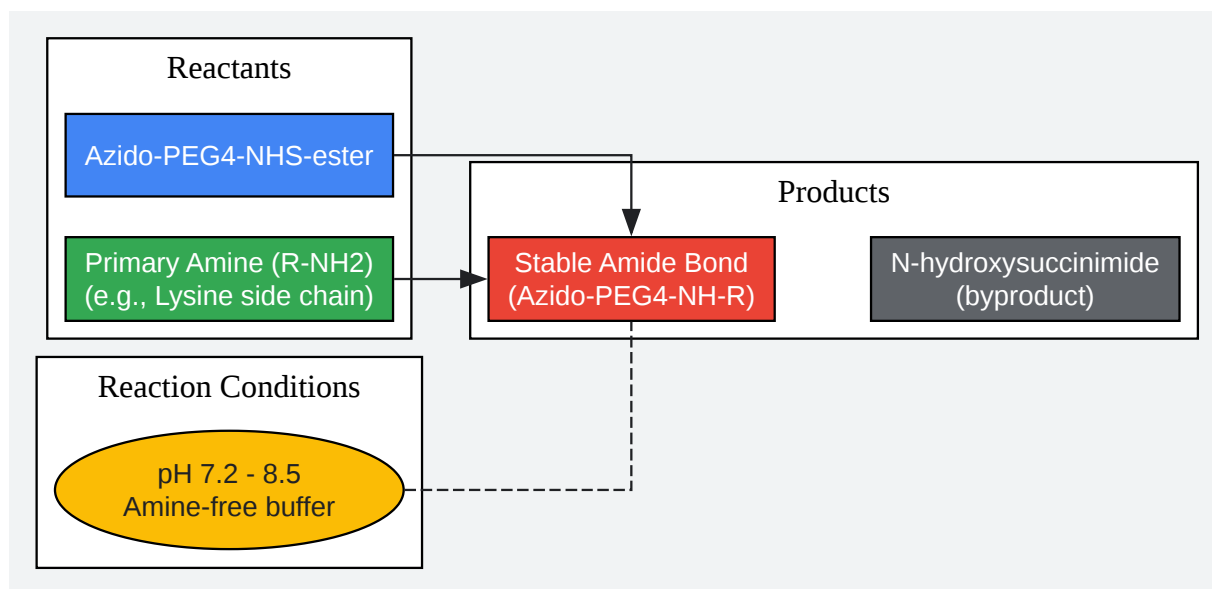 Reactants
Azido-PEG4-NHS-ester
Primary Amine (R-NH2)
(e.g., Lysine side chain)
Products
Stable Amide Bond
(Azido-PEG4-NH-R)
N-hydroxysuccinimide
(byproduct)
Reaction Conditions
pH 7.2 - 8.5
Amine-free buffer